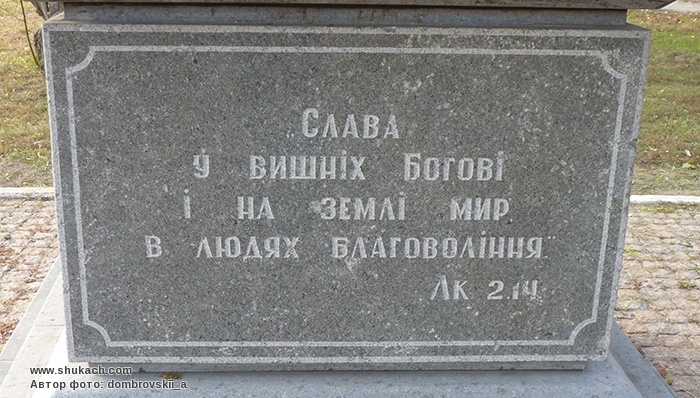 „Слава
у вишніх Богові
і на землі мир
в людях благовоління."
Лк 2.14
www.shukach.com
Автор фото: dombrovskii_a